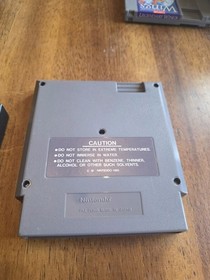 CAUTION
●DO NOT STORE IN EXTREME TEMPERATURES.
●DO NOT IMMERSE IN WATER.
●DO NOT CLEAN WITH BENZENE, THINNER,
ALCOHOL OR OTHER SUCH SOLVENTS.
Nintendo